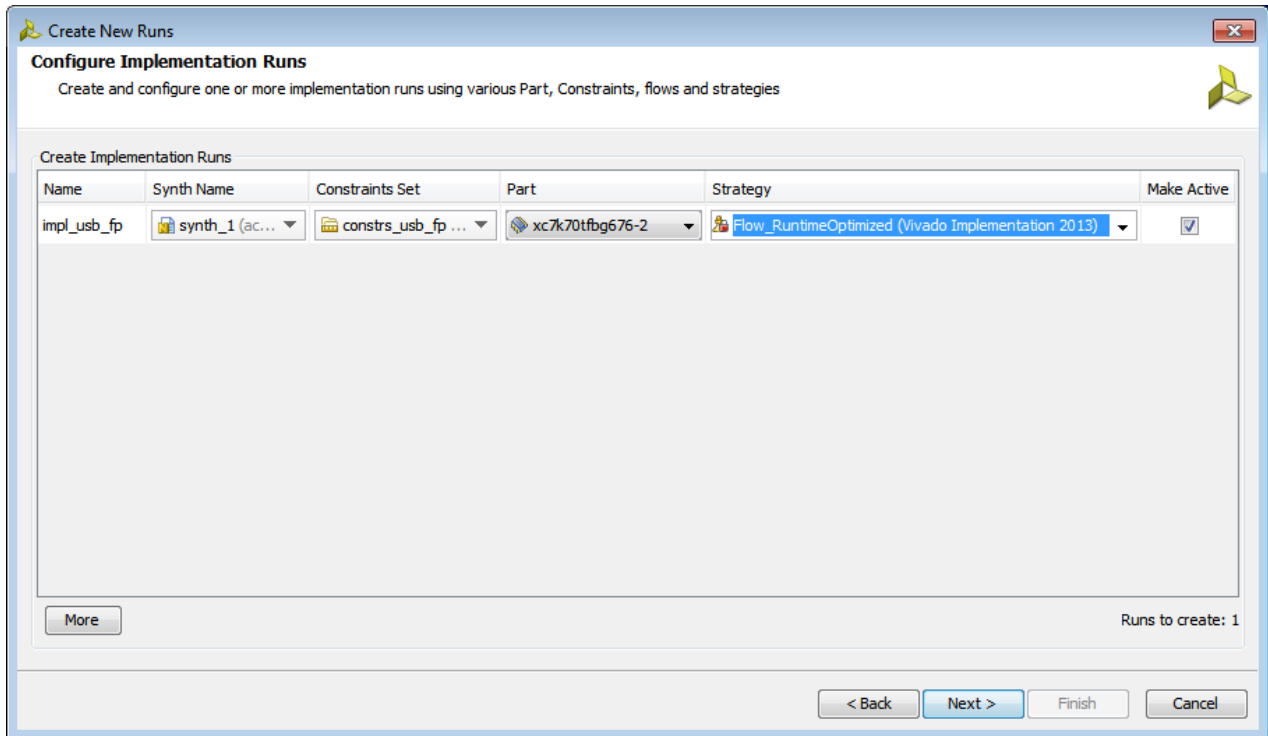 Create New Runs
Configure Implementation Runs
Create and configure one or more implementation runs using various Part, Constraints, flows and strategies
Create Implementation Runs
Name Synth Name Constraints Set Part Strategy Make Active
impl_usb_fp synth_1 (ac... constrs_usb_fp ... xc7k70tfbg676-2 Flow_RuntimeOptimized (Vivado Implementation 2013)
More Runs to create: 1
< Back Next > Finish Cancel